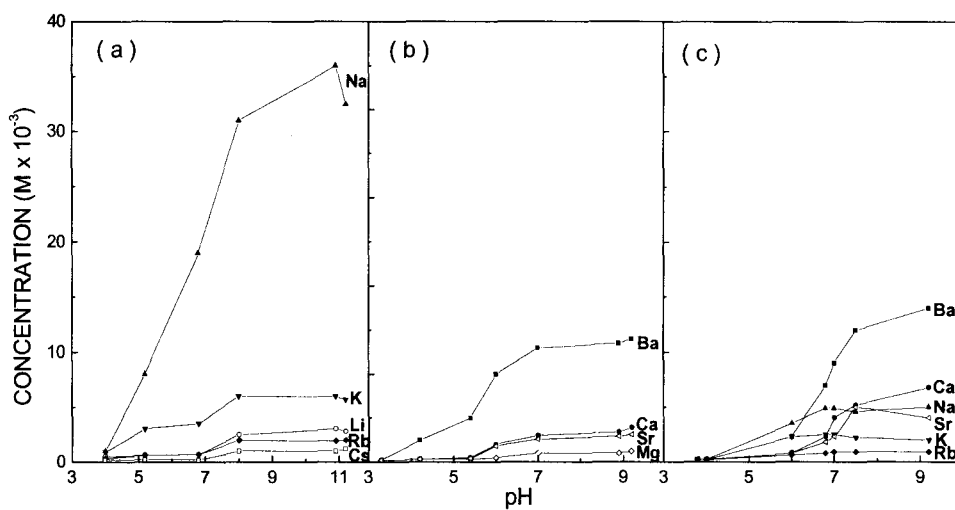 CONCENTRATION (M x 10⁻³)
40
30
20
10
0
( a )
Na
K
Li
Rb
Cs
3 5 7 9 11
( b )
Ba
Ca
Sr
Mg
3 5 7 9
( c )
Ba
Ca
Na
Sr
K
Rb
3 5 7 9
pH